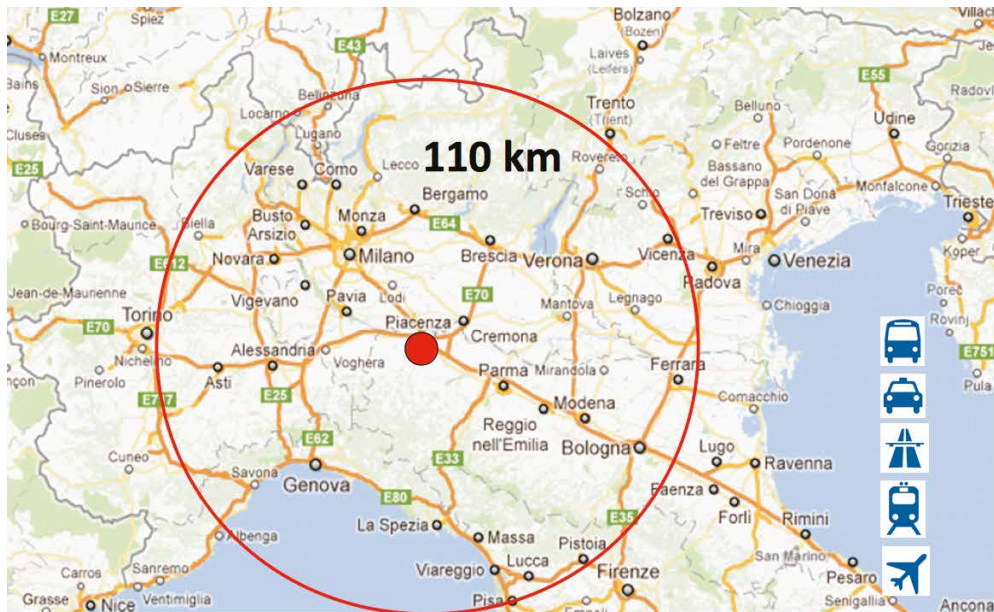 E27
Spiez
E43
Bolzano
(Bozen)
Laives
(Leifers)
Montreux
Sion
Sierre
Bellinzona
Locarno
Lugano
Trento
(Trient)
Belluno
E55
Udine
Cluses
E25
110 km
Varese
Como
Lecco
Bergamo
Rovereto
Feltre
Pordenone
Gorizia
Bassano
del Grappa
Schio
San Donà
di Piave
Monfalcone
Trieste
Bourg-Saint-Maurice
Biella
Busto
Arsizio
Monza
E64
Treviso
Koper
Novara
Milano
Brescia
Verona
Vicenza
Mira
Venezia
Padova
E612
Jean-de-Maurienne
Vigevano
Pavia
Lodi
E70
Mantova
Legnago
Chioggia
Poreč
Rovinj
Torino
E70
Piacenza
Cremona
E751
Nichelino
Pinerolo
Asti
Alessandria
Voghera
Parma
Mirandola
Ferrara
Pula
E25
Reggio
nell'Emilia
Modena
Comacchio
E62
Bologna
Lugo
Ravenna
Cuneo
Savona
Genova
E33
Faenza
Forlì
Rimini
E80
E35
La Spezia
Albenga
Massa
Pistoia
San Marino
Pesaro
Carros
Sanremo
Viareggio
Lucca
Firenze
Grasse
Nice
Ventimiglia
Pisa
Empoli
Senigallia
Ancona